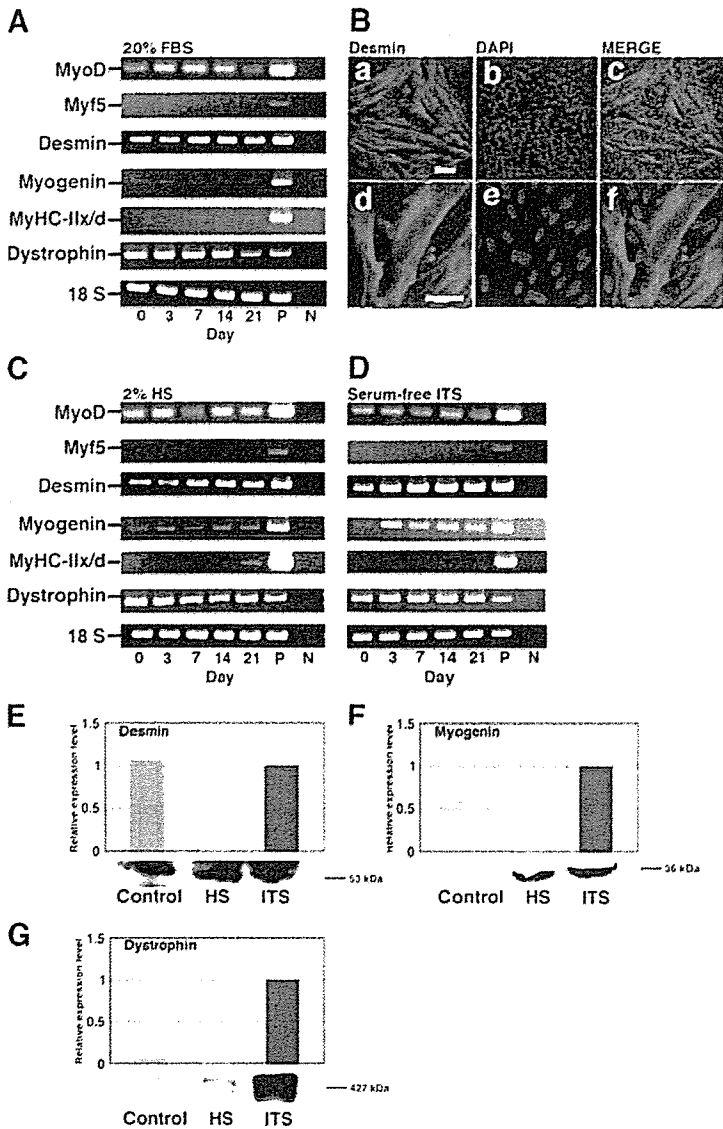 A
20% FBS
MyoD
Myf5
Desmin
Myogenin
MyHC-IIx/d
Dystrophin
18 S
0 3 7 14 21 P N
Day
B
Desmin DAPI MERGE
a b c
d e f
C
2% HS
MyoD
Myf5
Desmin
Myogenin
MyHC-IIx/d
Dystrophin
18 S
0 3 7 14 21 P N
Day
D
Serum-free ITS
0 3 7 14 21 P N
Day
E
Relative expression level
1.5
1
0.5
0
Desmin
53 kDa
Control HS ITS
F
Relative expression level
1.5
1
0.5
0
Myogenin
36 kDa
Control HS ITS
G
Relative expression level
1.5
1
0.5
0
Dystrophin
427 kDa
Control HS ITS